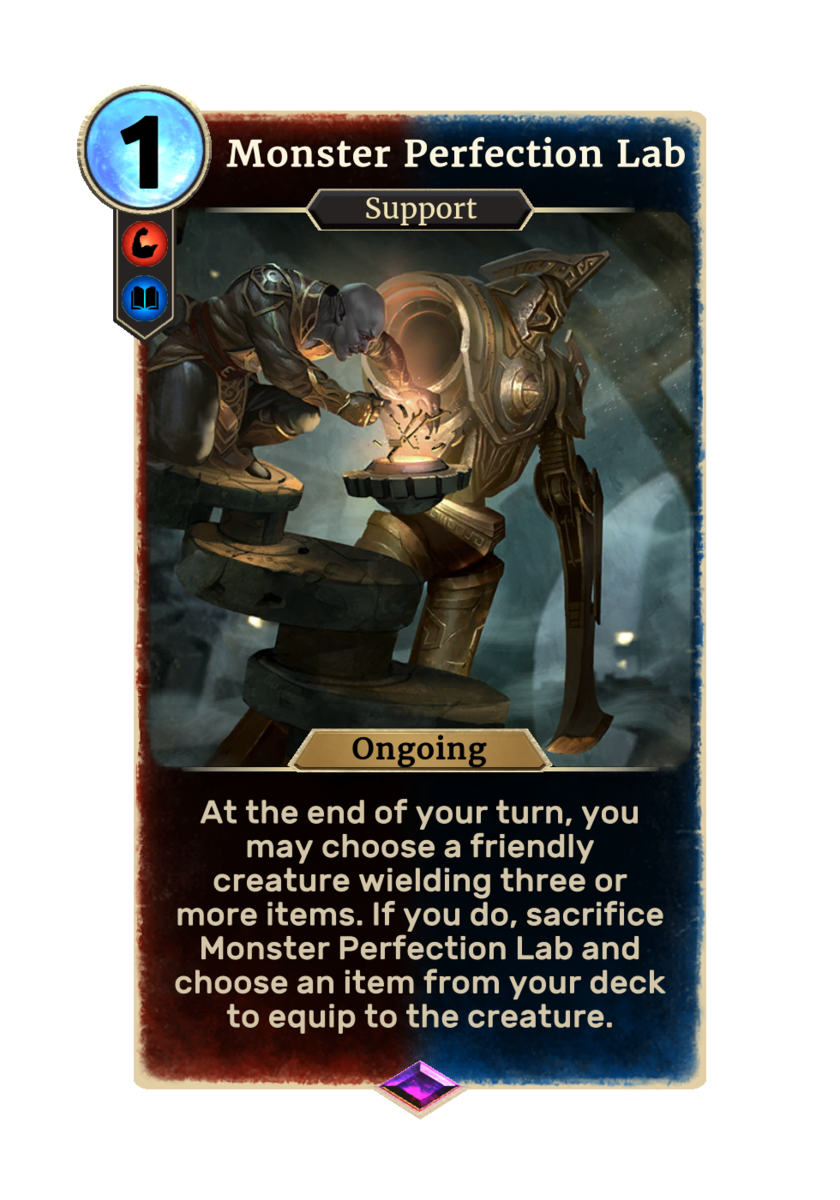 1
Monster Perfection Lab
Support
Ongoing
At the end of your turn, you
may choose a friendly
creature wielding three or
more items. If you do, sacrifice
Monster Perfection Lab and
choose an item from your deck
to equip to the creature.